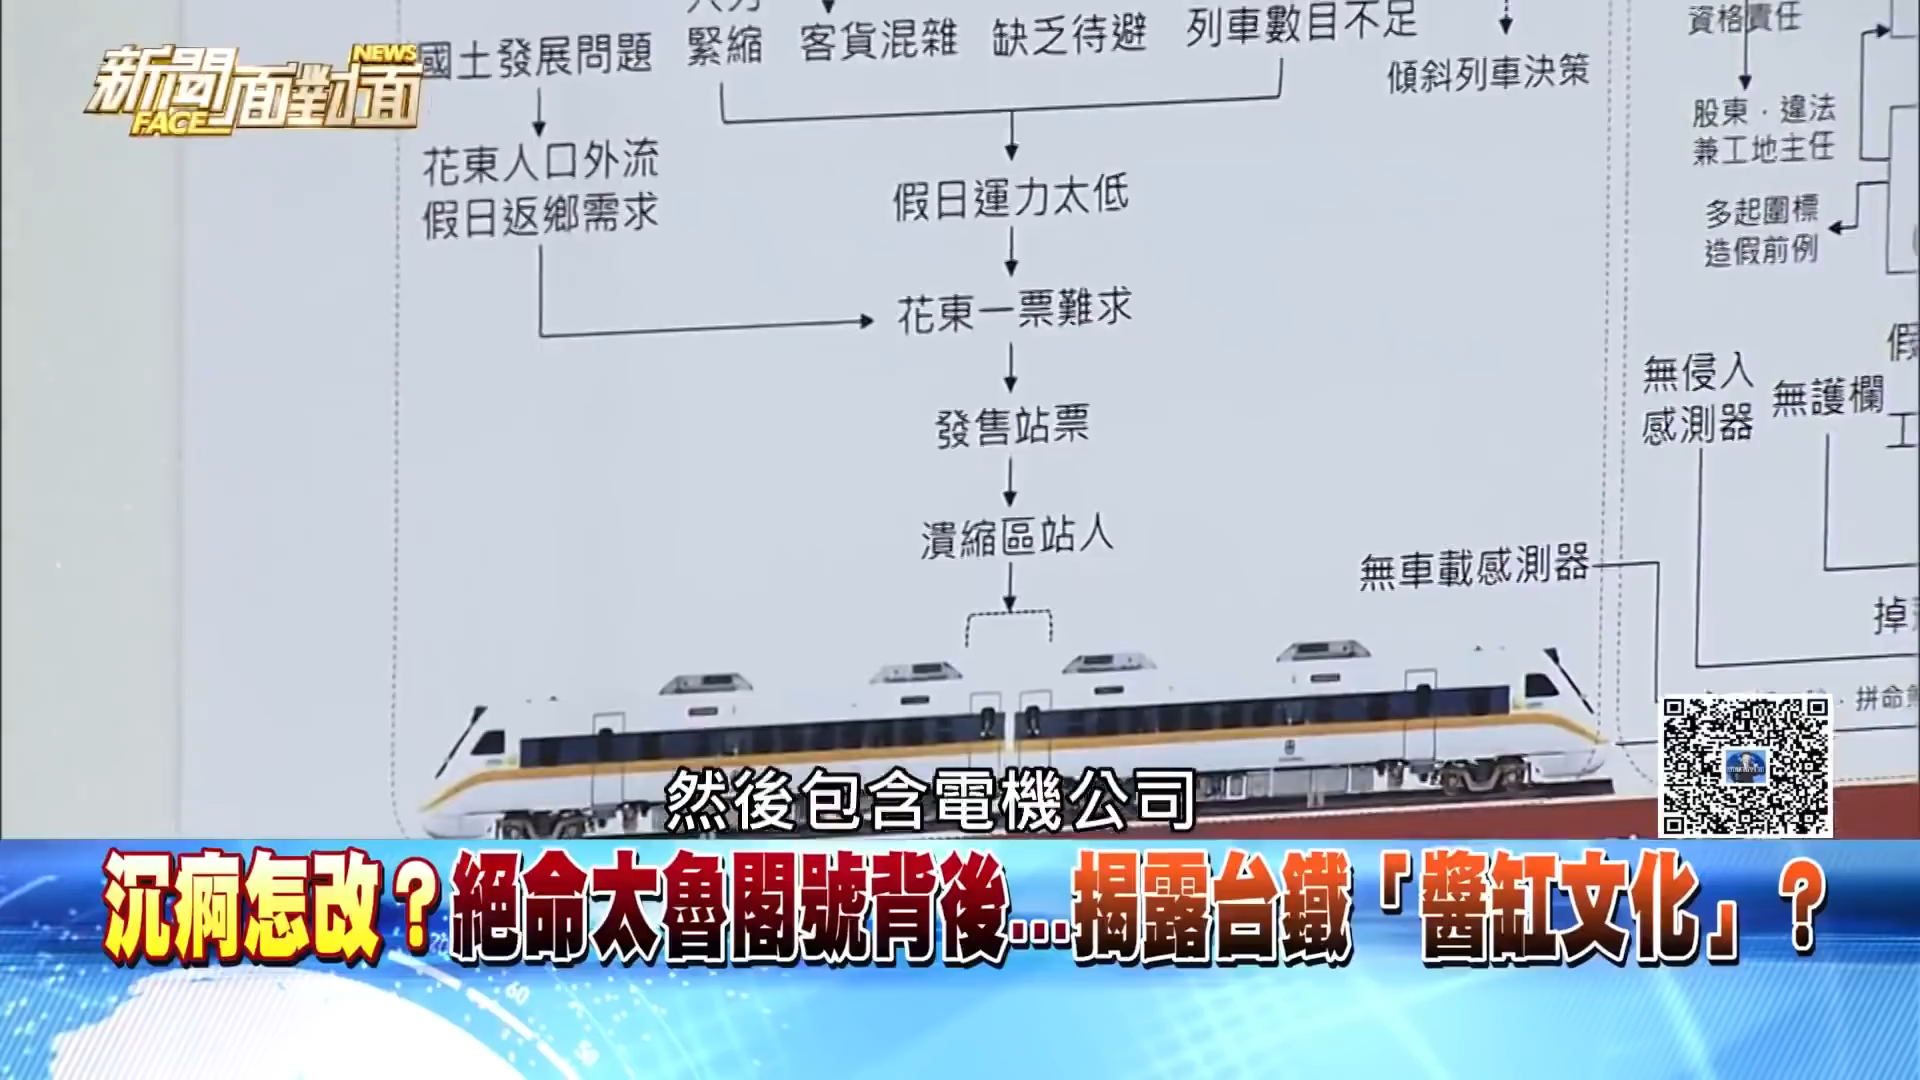 新聞面對面
NEWS
FACE
國土發展問題
緊縮
客貨混雜
缺乏待避
列車數目不足
傾斜列車決策
資格責任
股東·違法
兼工地主任
多起圍標
造假前例
花東人口外流
假日返鄉需求
假日運力太低
花東一票難求
發售站票
潰縮區站人
無侵入
感測器
無護欄
無車載感測器
拼命
然後包含電機公司
沉痾怎改？絕命太魯閣號背後...揭露台鐵「醬缸文化」？
60
50